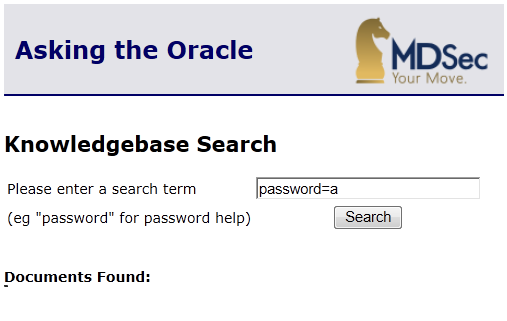 Asking the Oracle
MDSec
Your Move.
Knowledgebase Search
Please enter a search term
password=a
(eg "password" for password help)
Search
Documents Found: